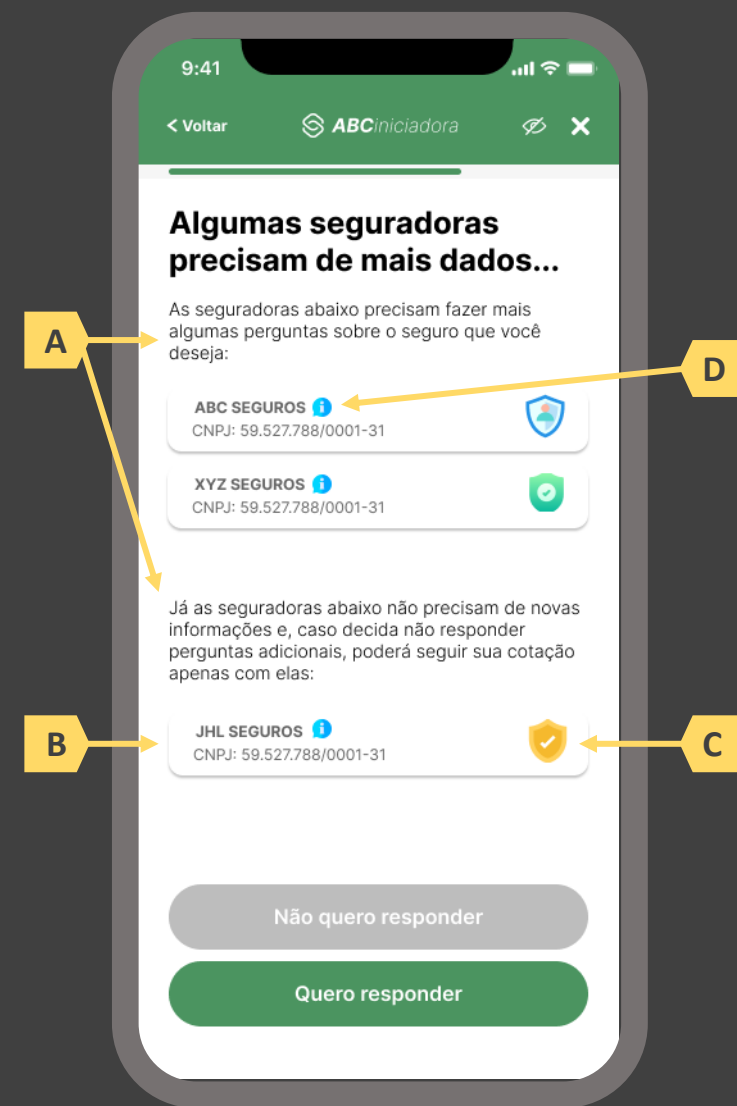 9:41
< Voltar
ABCiniciadora
Algumas seguradoras
precisam de mais dados...
As seguradoras abaixo precisam fazer mais
algumas perguntas sobre o seguro que você
deseja:
A
D
ABC SEGUROS i
CNPJ: 59.527.788/0001-31
XYZ SEGUROS i
CNPJ: 59.527.788/0001-31
Já as seguradoras abaixo não precisam de novas
informações e, caso decida não responder
perguntas adicionais, poderá seguir sua cotação
apenas com elas:
B
JHL SEGUROS i
CNPJ: 59.527.788/0001-31
C
Não quero responder
Quero responder